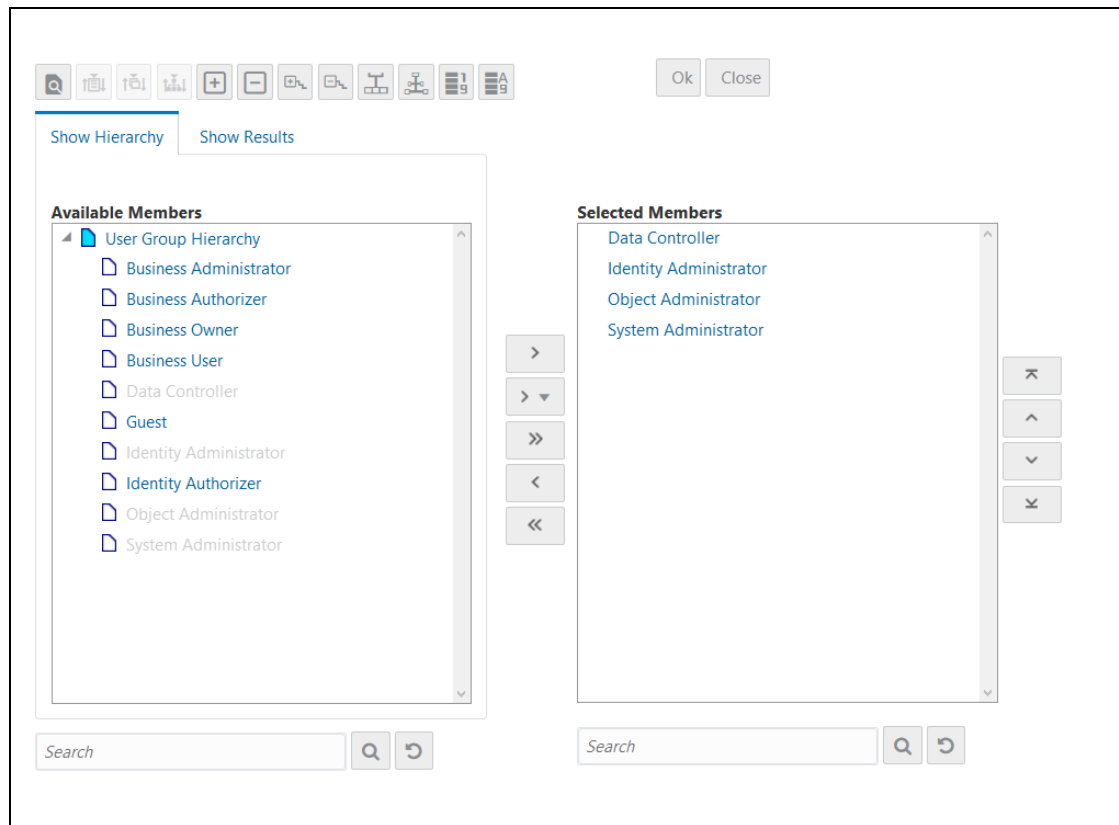 Ok
Close
Show Hierarchy
Show Results
Available Members
User Group Hierarchy
Business Administrator
Business Authorizer
Business Owner
Business User
Data Controller
Guest
Identity Administrator
Identity Authorizer
Object Administrator
System Administrator
Search
Selected Members
Data Controller
Identity Administrator
Object Administrator
System Administrator
Search